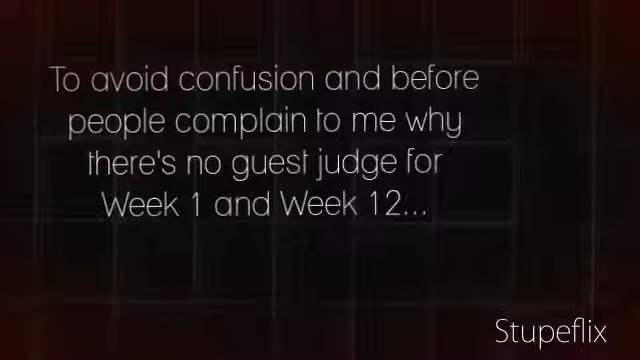 To avoid confusion and before
people complain to me why
there's no guest judge for
Week 1 and Week 12...
Stupeflix